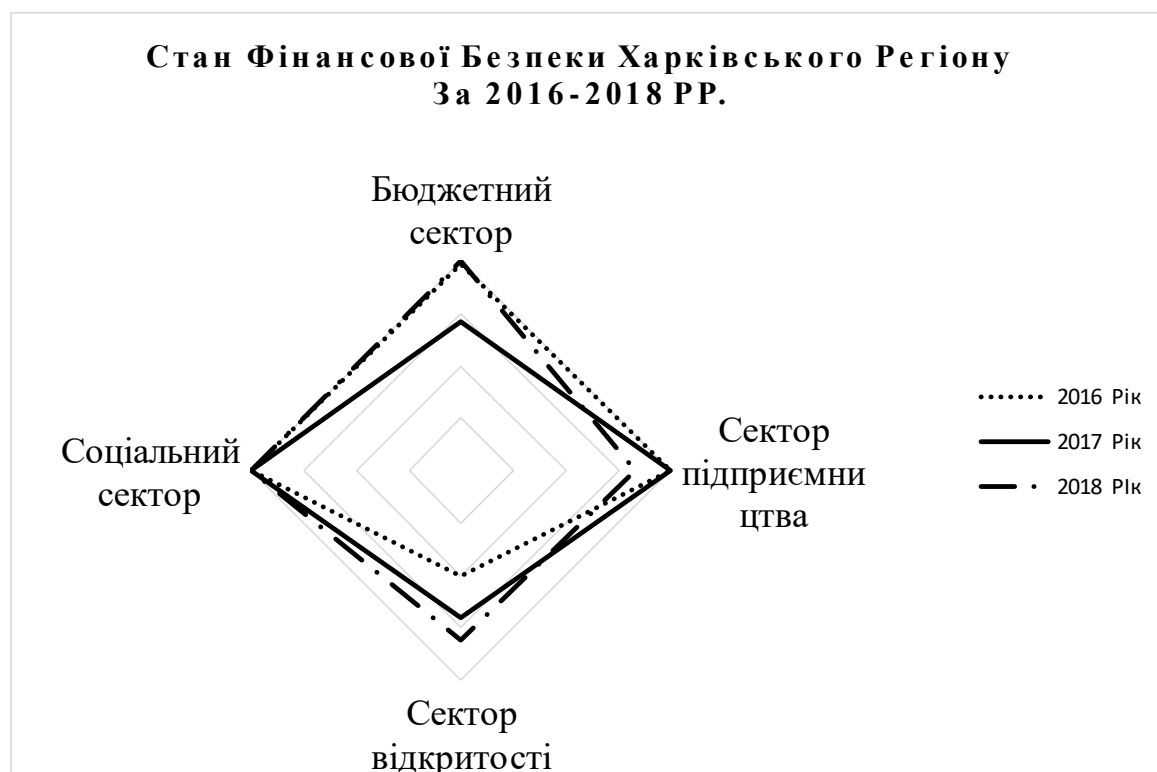 Стан Фінансової Безпеки Харківського Регіону
За 2016-2018 РР.
Бюджетний
сектор
Сектор
підприємни
цтва
Сектор
відкритості
Соціальний
сектор
2016 Рік
2017 Рік
2018 РІк